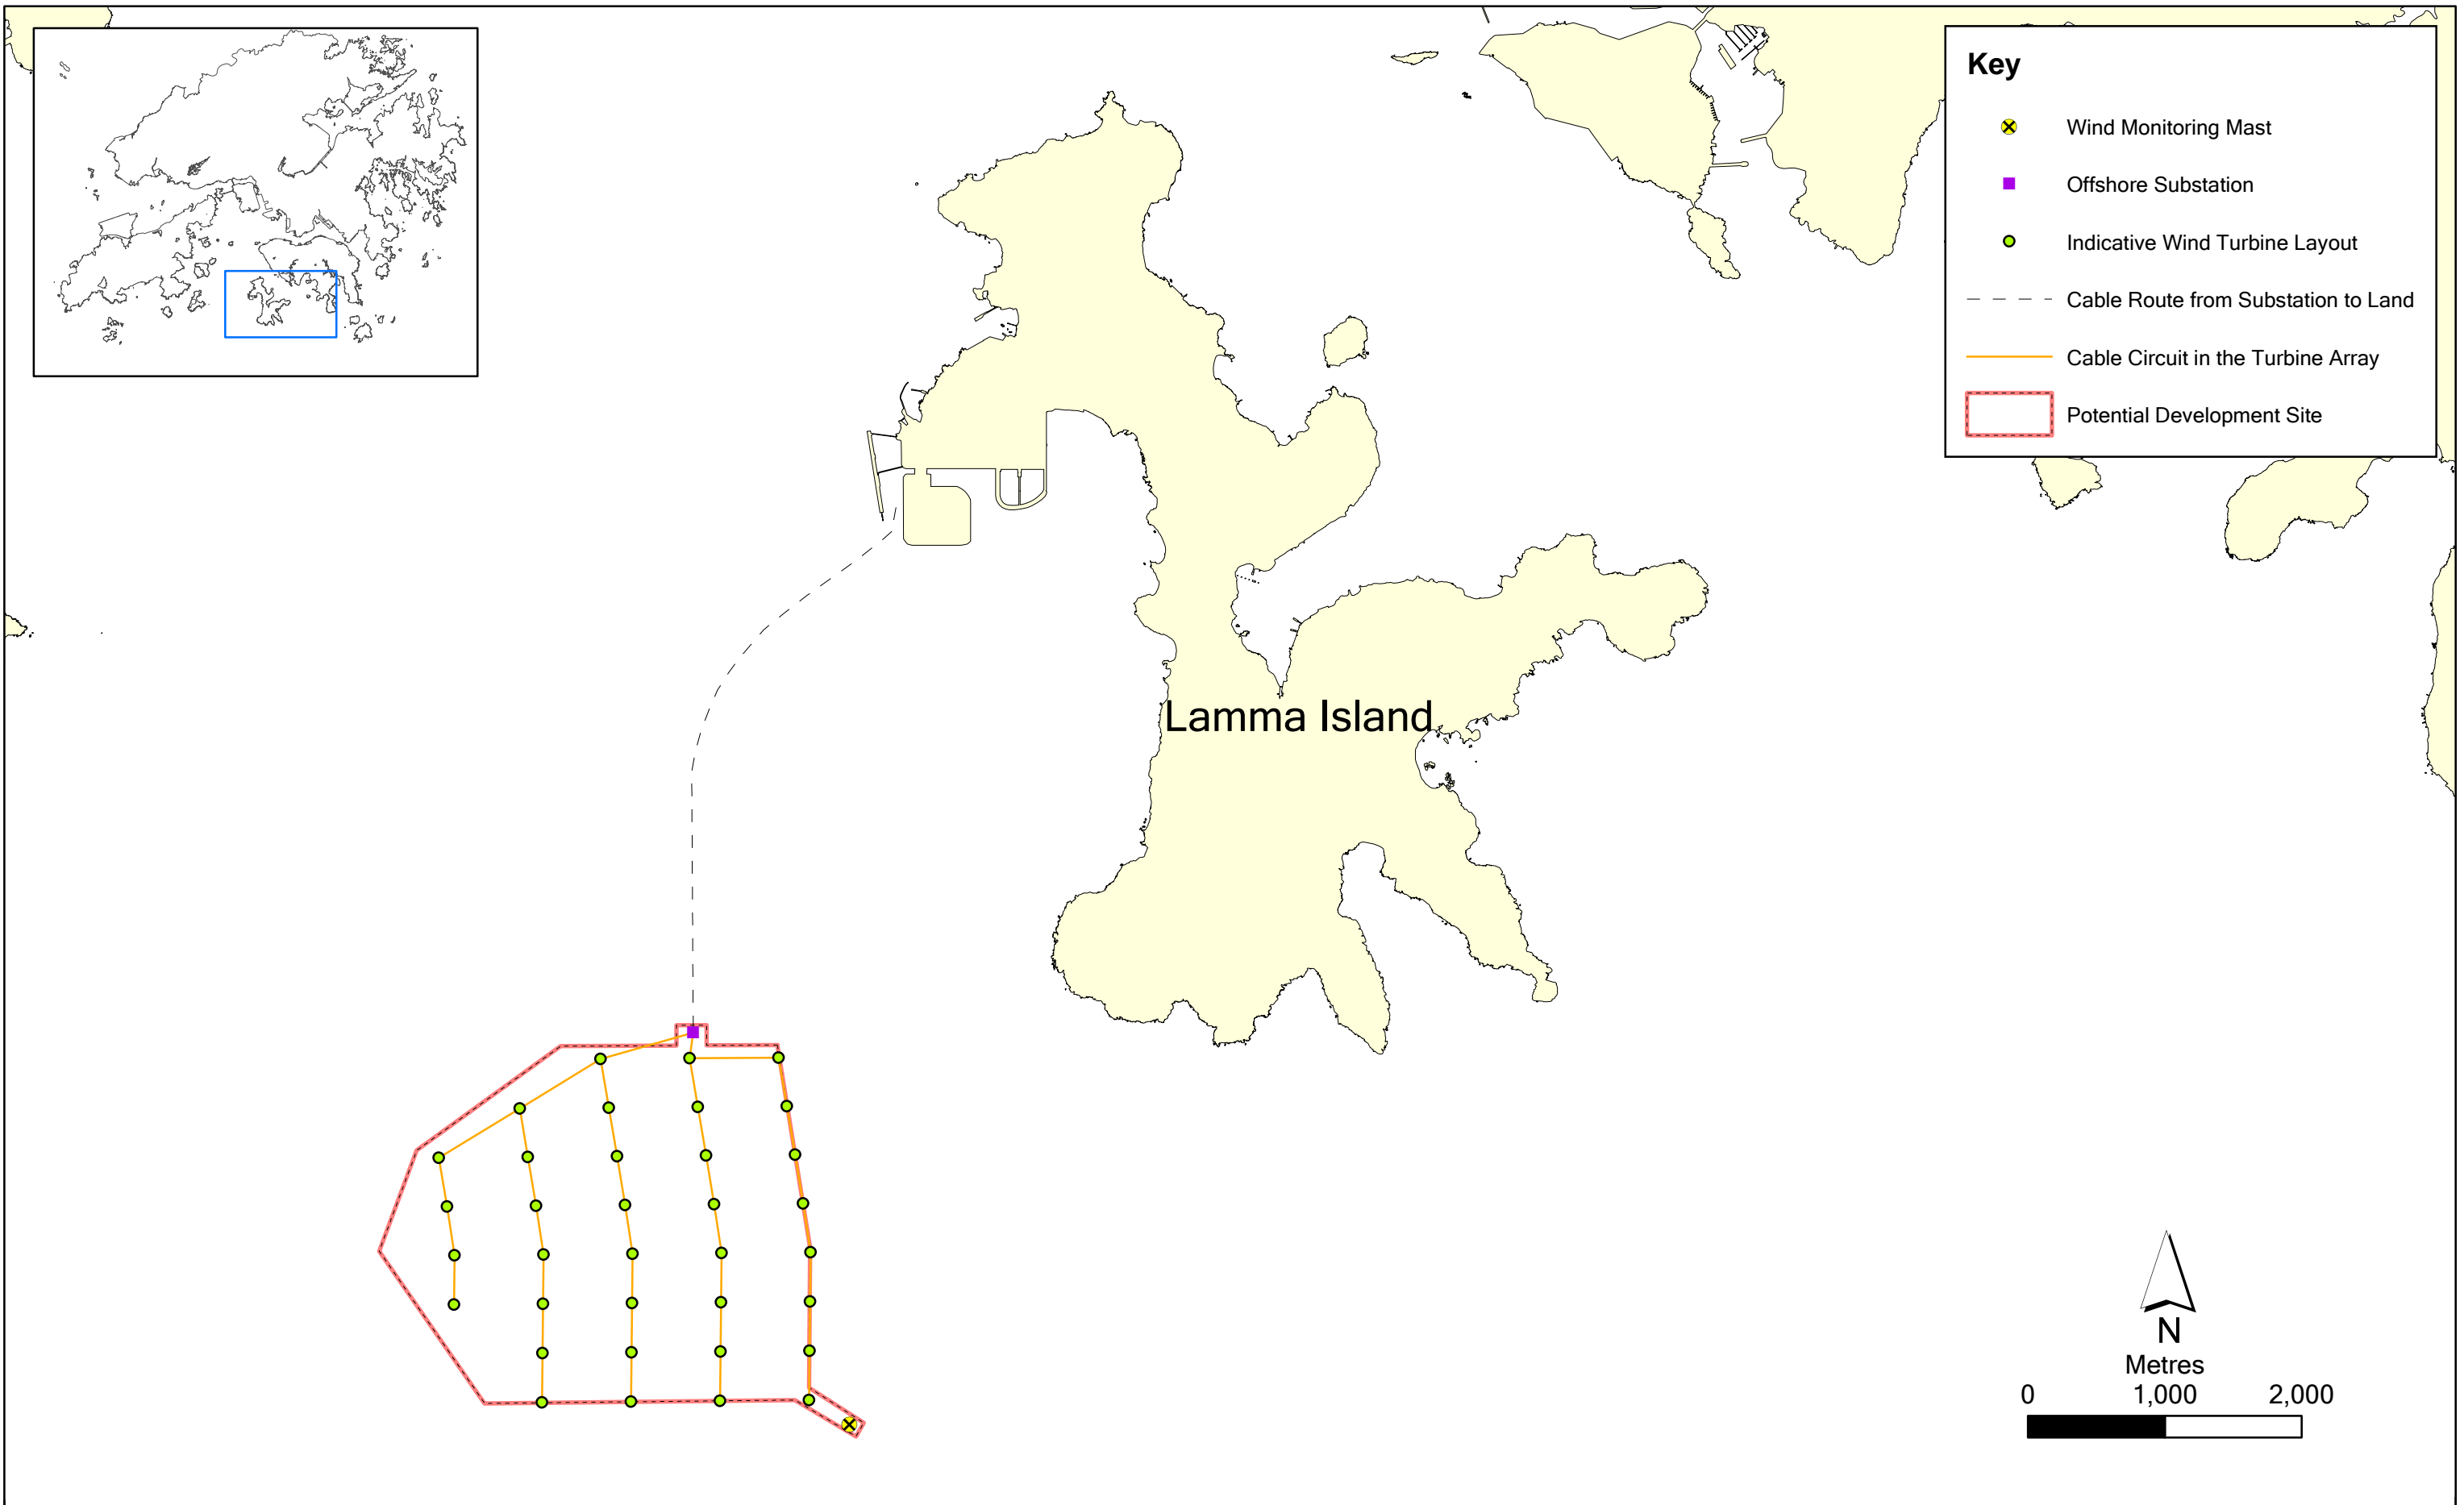 Key
Wind Monitoring Mast
Offshore Substation
Indicative Wind Turbine Layout
Cable Route from Substation to Land
Cable Circuit in the Turbine Array
Potential Development Site
Lamma Island
N
Metres
0 1,000 2,000